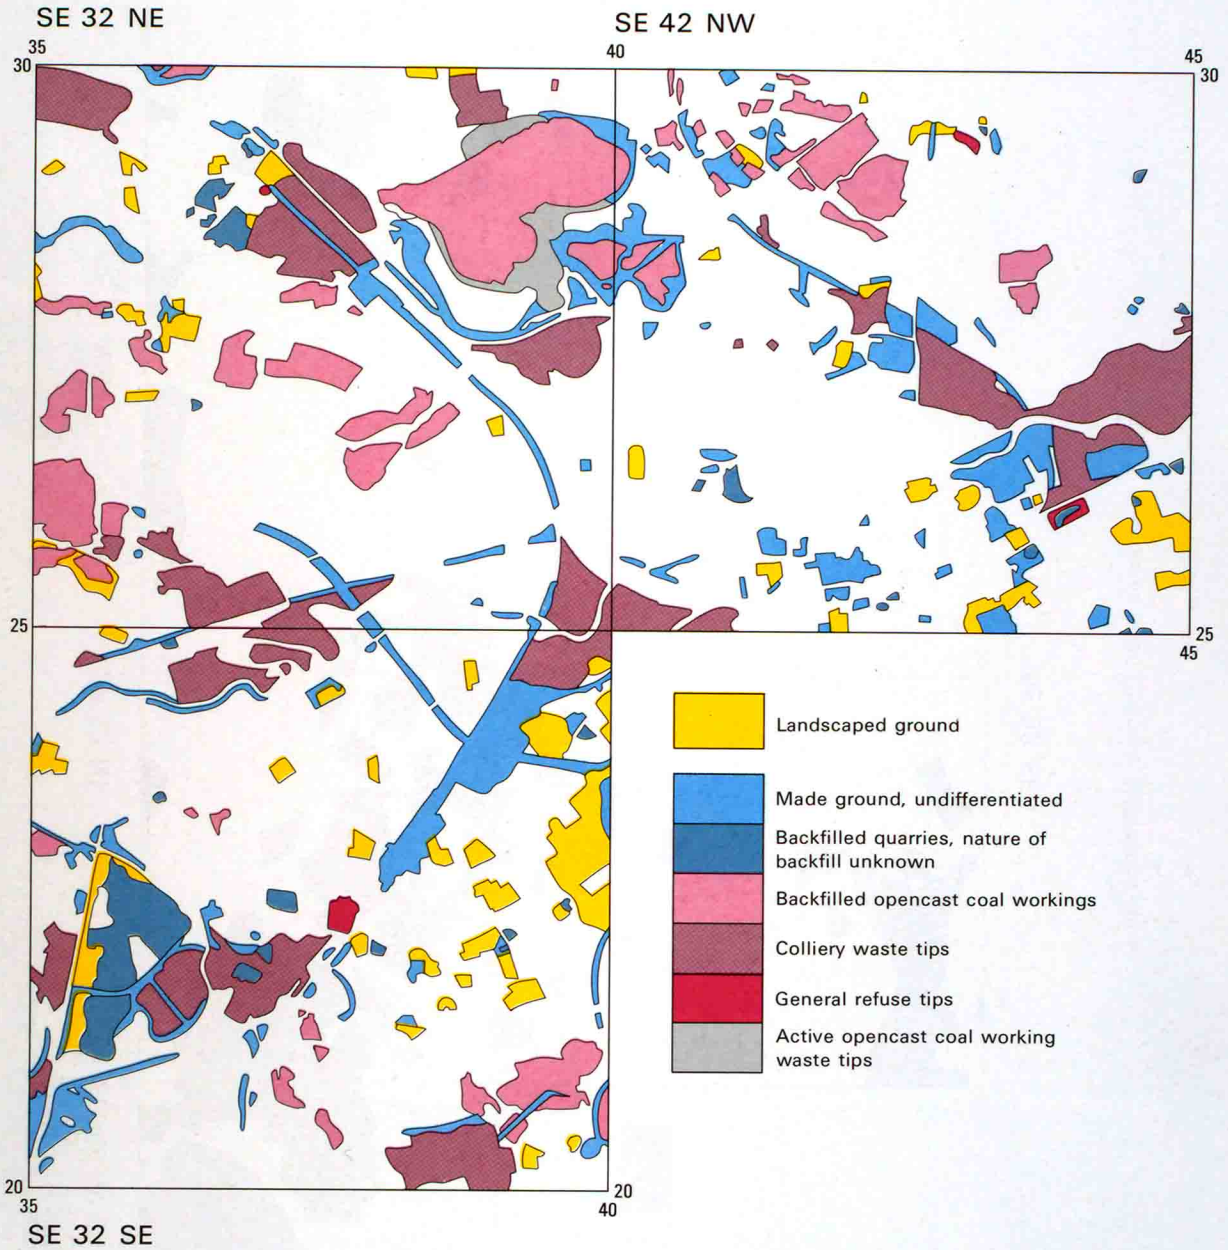 SE 32 NE
SE 42 NW
35
40
45
30
30
25
25
45
Landscaped ground
Made ground, undifferentiated
Backfilled quarries, nature of
backfill unknown
Backfilled opencast coal workings
Colliery waste tips
General refuse tips
Active opencast coal working
waste tips
20
20
35
40
SE 32 SE